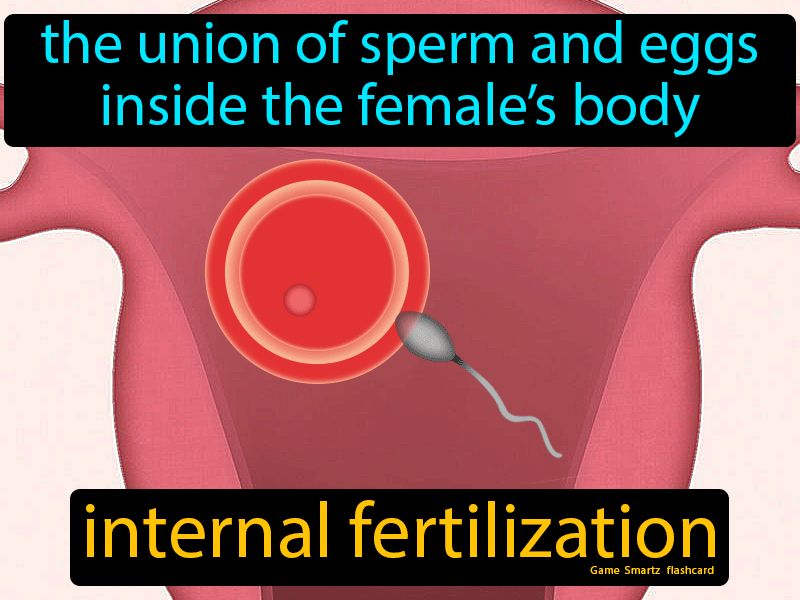 the union of sperm and eggs
inside the female’s body
internal fertilization
Game Smartz flashcard